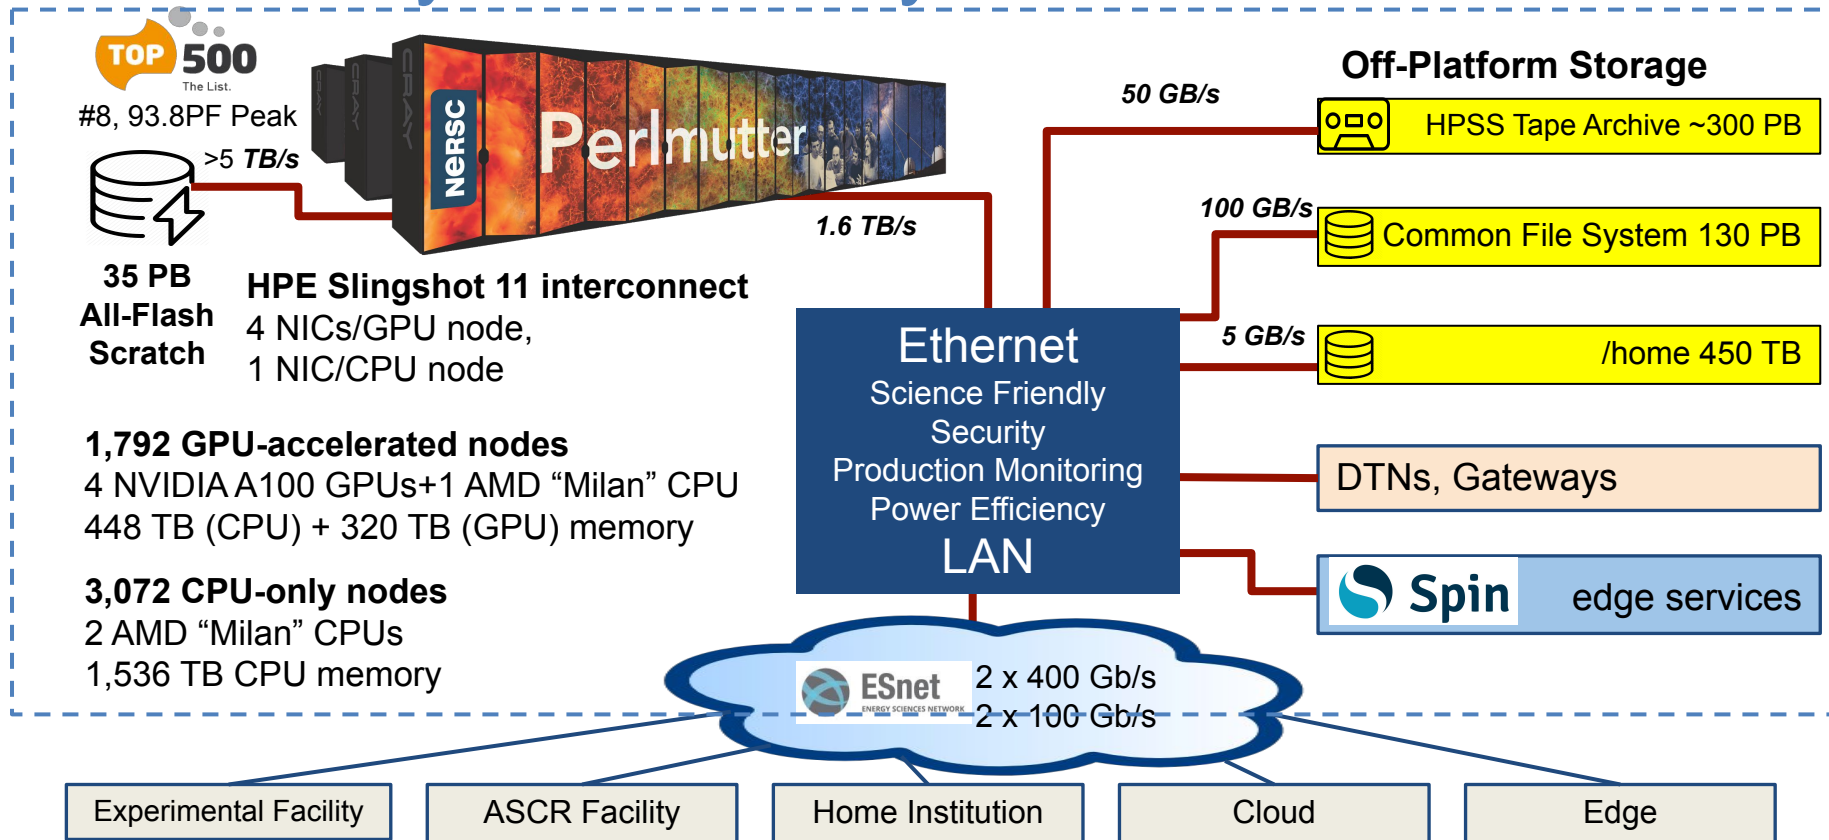 TOP 500
The List.
#8, 93.8PF Peak
>5 TB/s
35 PB
All-Flash
Scratch
CRAY
CRAY
CRAY
NERSC
Perlmutter
1.6 TB/s
HPE Slingshot 11 interconnect
4 NICs/GPU node,
1 NIC/CPU node
1,792 GPU-accelerated nodes
4 NVIDIA A100 GPUs+1 AMD “Milan” CPU
448 TB (CPU) + 320 TB (GPU) memory
3,072 CPU-only nodes
2 AMD “Milan” CPUs
1,536 TB CPU memory
Ethernet
Science Friendly
Security
Production Monitoring
Power Efficiency
LAN
Off-Platform Storage
50 GB/s
HPSS Tape Archive ~300 PB
100 GB/s
Common File System 130 PB
5 GB/s
/home 450 TB
DTNs, Gateways
Spin edge services
ESnet
ENERGY SCIENCES NETWORK
2 x 400 Gb/s
2 x 100 Gb/s
Experimental Facility
ASCR Facility
Home Institution
Cloud
Edge